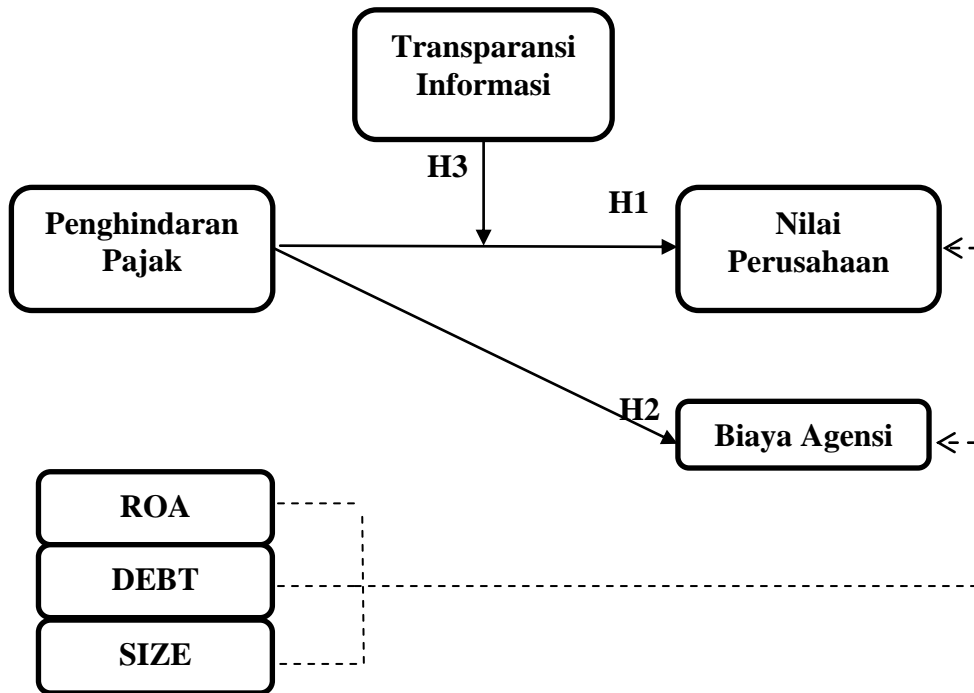 Transparansi
Informasi
H3
H1
Penghindaran
Pajak
Nilai
Perusahaan
H2
Biaya Agensi
ROA
DEBT
SIZE